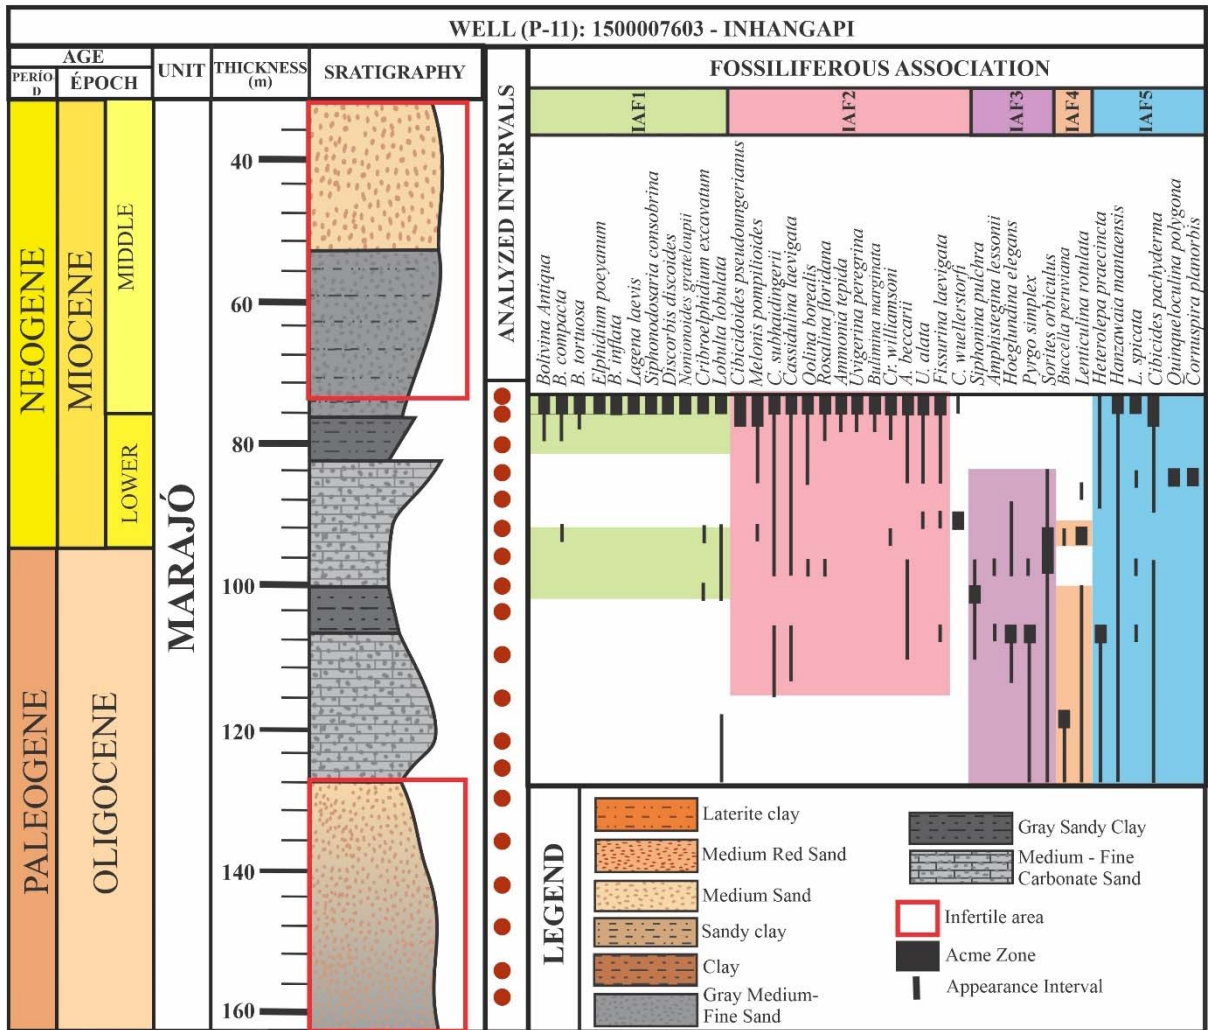 WELL (P-11): 1500007603 - INHANGAPI
AGE
PERÍO-
D
ÉPOCH
UNIT
THICKNESS
(m)
SRATIGRAPHY
ANALYZED INTERVALS
FOSSILIFEROUS ASSOCIATION
IAF1
IAF2
IAF3
IAF4
IAF5
Bolivina Antiqua
B. compacta
B. tortuosa
Elphidium poeyanum
B. inflata
Lagena laevis
Siphonodosaria consobrina
Discorbis discoides
Nonionoides grateloupii
Cribroelphidium excavatum
Lobulta lobulata
Cibicidoides pseudoungerianus
Melonis pompilioides
C. subhaidingerii
Cassidulina laevigata
Oolina borealis
Rosalina floridana
Ammonia tepida
Uvigerina peregrina
Bulimina marginata
Cr. williamsoni
A. beccarii
U. alata
Fissurina laevigata
C. wuellerstorfi
Siphonina pulchra
Amphistegina lessonii
Hoglundina elegans
Pyrgo simplex
Sorites orbiculus
Buccella peruviana
Lenticulina rotulata
Heterolepa praecincta
Hanzwaia mantaensis
L. spicata
Cibicides pachyderma
Quinqueloculina polygona
Cornuspira planorbis
NEOGENE
MIOCENE
MIDDLE
LOWER
PALEOGENE
OLIGOCENE
MARAJÓ
40
60
80
100
120
140
160
LEGEND
Laterite clay
Medium Red Sand
Medium Sand
Sandy clay
Clay
Gray Medium-
Fine Sand
Gray Sandy Clay
Medium - Fine
Carbonate Sand
Infertile area
Acme Zone
Appearance Interval